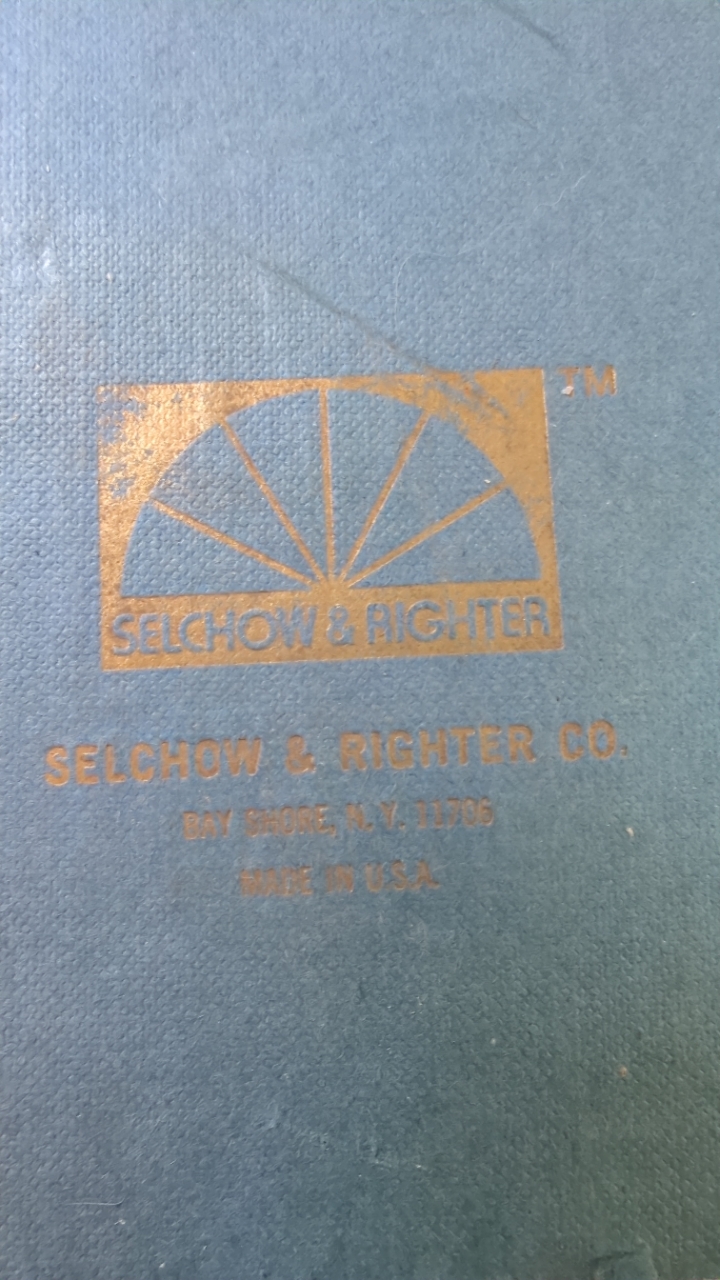 TM
SELCHOW & RIGHTER
SELCHOW & RIGHTER CO.
BAY SHORE, N.Y. 11706
MADE IN U.S.A.